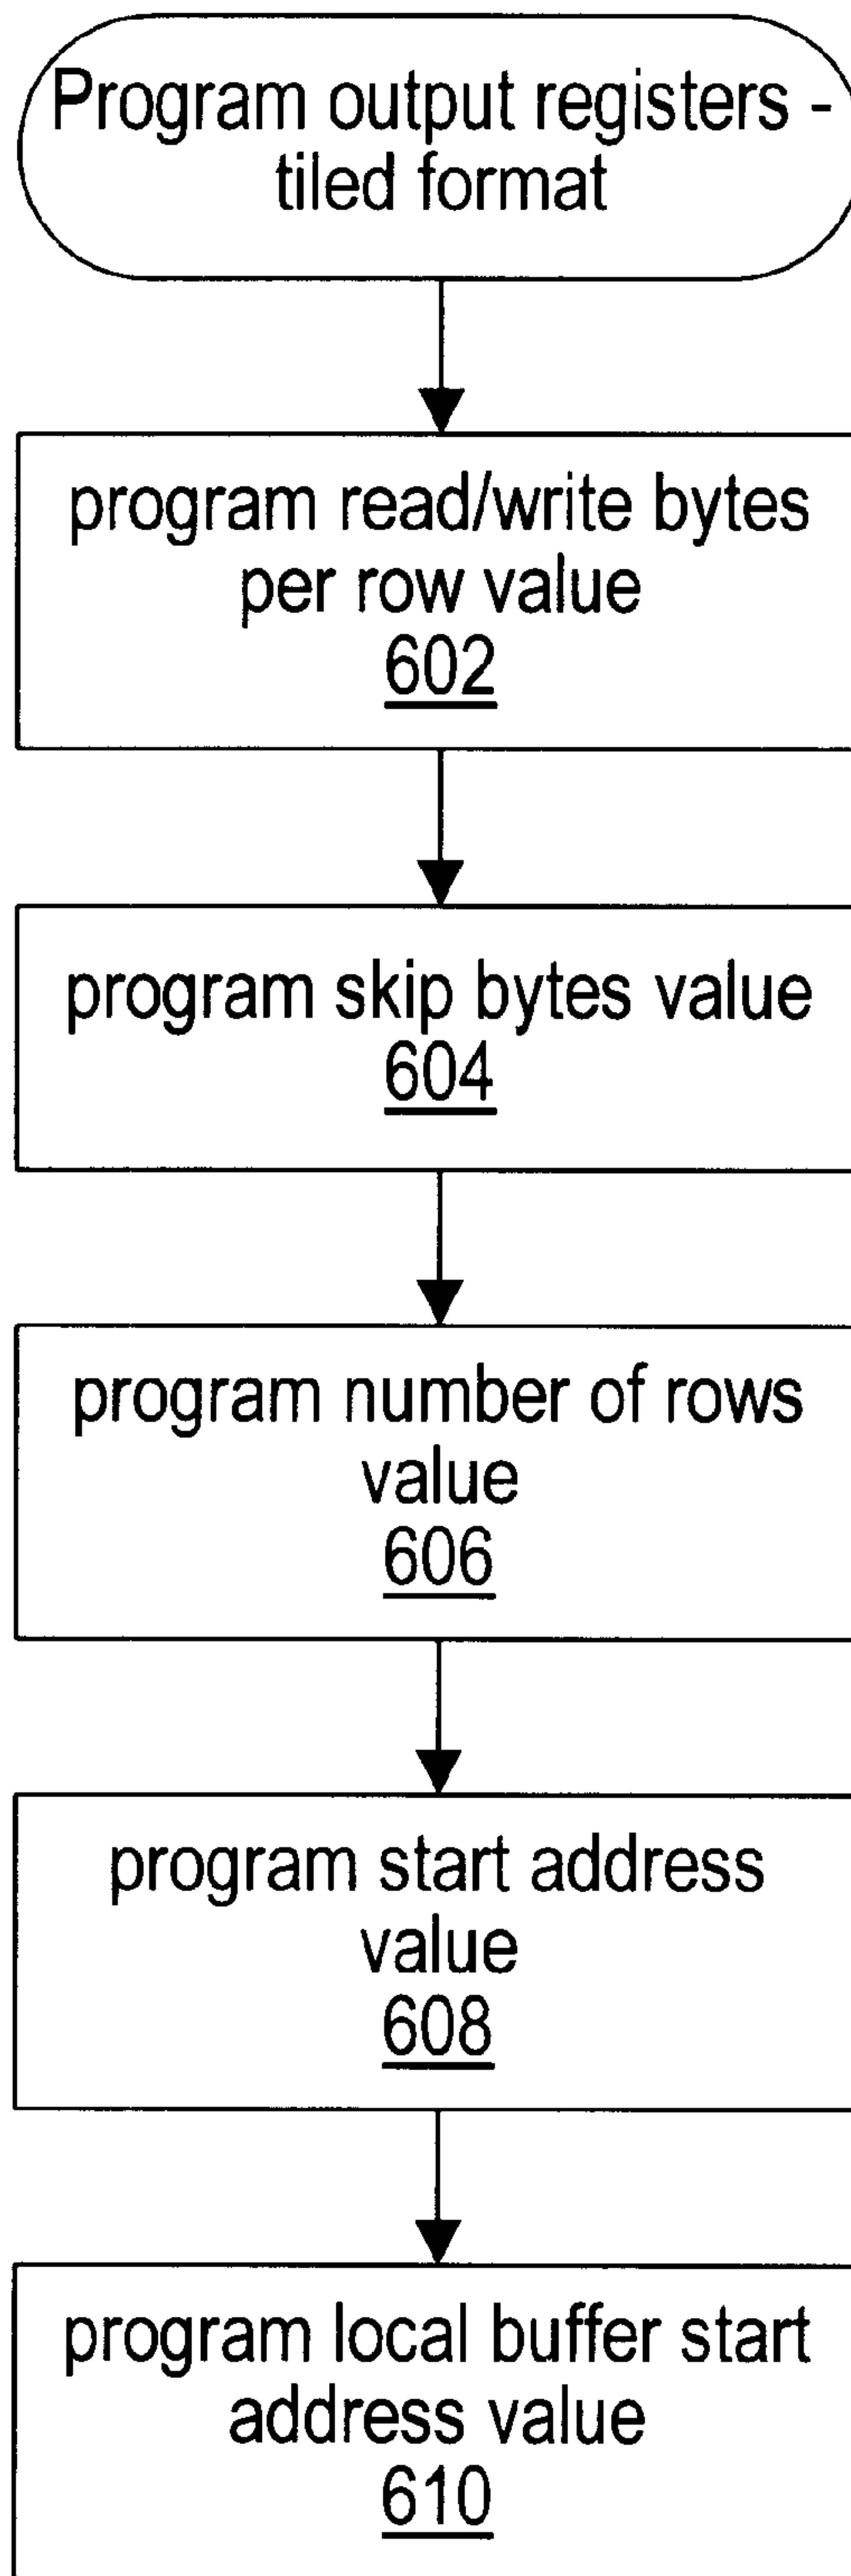 Program output registers -
tiled format
program read/write bytes
per row value
602
program skip bytes value
604
program number of rows
value
606
program start address
value
608
program local buffer start
address value
610